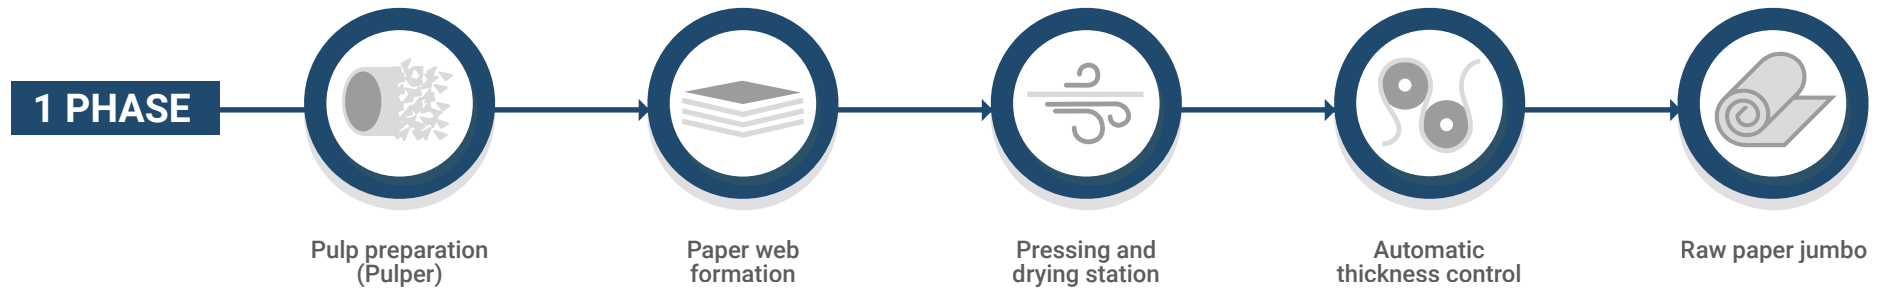 1 PHASE
Pulp preparation
(Pulper)
Paper web
formation
Pressing and
drying station
Automatic
thickness control
Raw paper jumbo